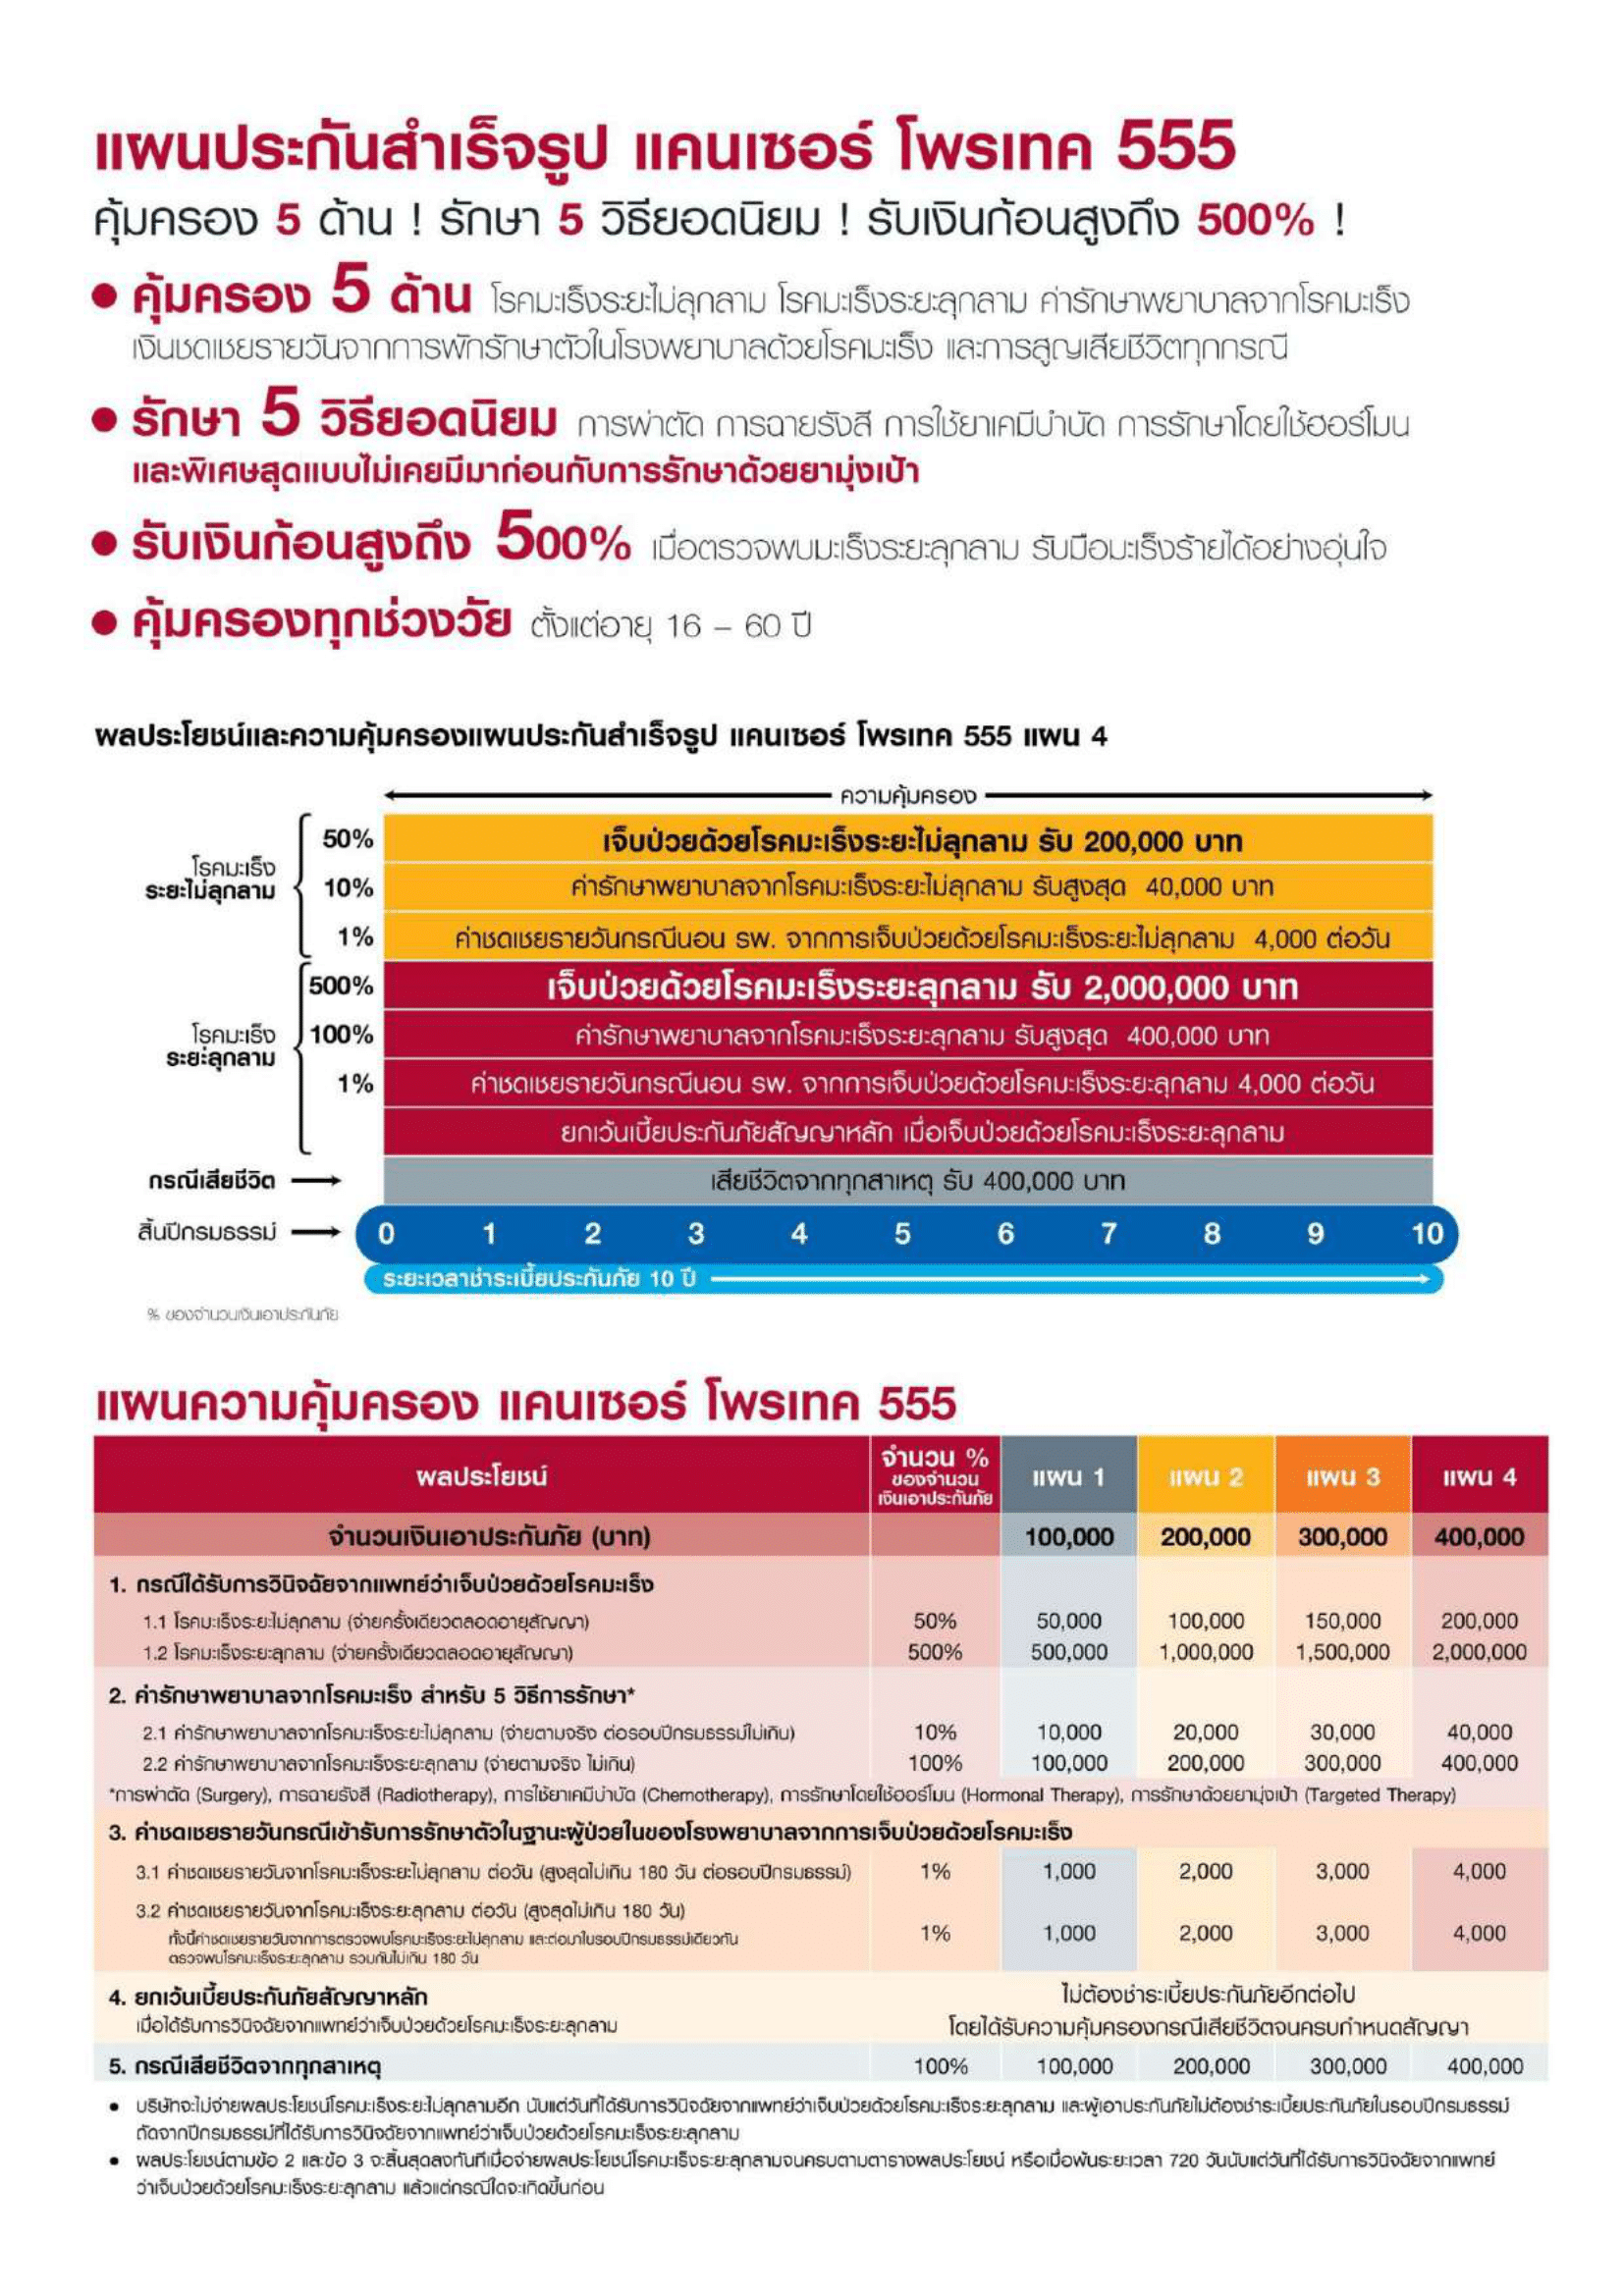 แผนประกันสำเร็จรูป แคนเซอร์ โพรเทค 555
คุ้มครอง 5 ด้าน ! รักษา 5 วิธียอดนิยม ! รับเงินก้อนสูงถึง 500% !
• คุ้มครอง 5 ด้าน โรคมะเร็งระยะไม่ลุกลาม โรคมะเร็งระยะลุกลาม ค่ารักษาพยาบาลจากโรคมะเร็ง
เงินชดเชยรายวันจากการพักรักษาตัวในโรงพยาบาลด้วยโรคมะเร็ง และการสูญเสียชีวิตทุกกรณี
• รักษา 5 วิธียอดนิยม การผ่าตัด การฉายรังสี การใช้ยาเคมีบำบัด การรักษาโดยใช้ฮอร์โมน
และพิเศษสุดแบบไม่เคยมีมาก่อนกับการรักษาด้วยยามุ่งเป้า
• รับเงินก้อนสูงถึง 500% เมื่อตรวจพบมะเร็งระยะลุกลาม รับมือมะเร็งร้ายได้อย่างอุ่นใจ
• คุ้มครองทุกช่วงวัย ตั้งแต่อายุ 16 – 60 ปี
ผลประโยชน์และความคุ้มครองแผนประกันสำเร็จรูป แคนเซอร์ โพรเทค 555 แผน 4
ความคุ้มครอง
โรคมะเร็ง
ระยะไม่ลุกลาม
50% เจ็บป่วยด้วยโรคมะเร็งระยะไม่ลุกลาม รับ 200,000 บาท
10% ค่ารักษาพยาบาลจากโรคมะเร็งระยะไม่ลุกลาม รับสูงสุด 40,000 บาท
1% ค่าชดเชยรายวันกรณีนอน รพ. จากการเจ็บป่วยด้วยโรคมะเร็งระยะไม่ลุกลาม 4,000 ต่อวัน
โรคมะเร็ง
ระยะลุกลาม
500% เจ็บป่วยด้วยโรคมะเร็งระยะลุกลาม รับ 2,000,000 บาท
100% ค่ารักษาพยาบาลจากโรคมะเร็งระยะลุกลาม รับสูงสุด 400,000 บาท
1% ค่าชดเชยรายวันกรณีนอน รพ. จากการเจ็บป่วยด้วยโรคมะเร็งระยะลุกลาม 4,000 ต่อวัน
ยกเว้นเบี้ยประกันภัยสัญญาหลัก เมื่อเจ็บป่วยด้วยโรคมะเร็งระยะลุกลาม
กรณีเสียชีวิต เสียชีวิตจากทุกสาเหตุ รับ 400,000 บาท
สิ้นปีกรมธรรม์ 0 1 2 3 4 5 6 7 8 9 10
ระยะเวลาชำระเบี้ยประกันภัย 10 ปี
% ของจำนวนเงินเอาประกันภัย
แผนความคุ้มครอง แคนเซอร์ โพรเทค 555
ผลประโยชน์ จำนวน % ของจำนวน เงินเอาประกันภัย แผน 1 แผน 2 แผน 3 แผน 4
จำนวนเงินเอาประกันภัย (บาท) 100,000 200,000 300,000 400,000
1. กรณีได้รับการวินิจฉัยจากแพทย์ว่าเจ็บป่วยด้วยโรคมะเร็ง
1.1 โรคมะเร็งระยะไม่ลุกลาม (จ่ายครั้งเดียวตลอดอายุสัญญา) 50% 50,000 100,000 150,000 200,000
1.2 โรคมะเร็งระยะลุกลาม (จ่ายครั้งเดียวตลอดอายุสัญญา) 500% 500,000 1,000,000 1,500,000 2,000,000
2. ค่ารักษาพยาบาลจากโรคมะเร็ง สำหรับ 5 วิธีการรักษา*
2.1 ค่ารักษาพยาบาลจากโรคมะเร็งระยะไม่ลุกลาม (จ่ายตามจริง ต่อรอบปีกรมธรรม์ไม่เกิน) 10% 10,000 20,000 30,000 40,000
2.2 ค่ารักษาพยาบาลจากโรคมะเร็งระยะลุกลาม (จ่ายตามจริง ไม่เกิน) 100% 100,000 200,000 300,000 400,000
*การผ่าตัด (Surgery), การฉายรังสี (Radiotherapy), การใช้ยาเคมีบำบัด (Chemotherapy), การรักษาโดยใช้ฮอร์โมน (Hormonal Therapy), การรักษาด้วยยามุ่งเป้า (Targeted Therapy)
3. ค่าชดเชยรายวันกรณีเข้ารับการรักษาตัวในฐานะผู้ป่วยในของโรงพยาบาลจากการเจ็บป่วยด้วยโรคมะเร็ง
3.1 ค่าชดเชยรายวันจากโรคมะเร็งระยะไม่ลุกลาม ต่อวัน (สูงสุดไม่เกิน 180 วัน ต่อรอบปีกรมธรรม์) 1% 1,000 2,000 3,000 4,000
3.2 ค่าชดเชยรายวันจากโรคมะเร็งระยะลุกลาม ต่อวัน (สูงสุดไม่เกิน 180 วัน)
ทั้งนี้ค่าชดเชยรายวันจากการตรวจพบโรคมะเร็งระยะไม่ลุกลาม และต่อมาในรอบปีกรมธรรม์เดียวกัน 1% 1,000 2,000 3,000 4,000
ตรวจพบโรคมะเร็งระยะลุกลาม รวมกันไม่เกิน 180 วัน
4. ยกเว้นเบี้ยประกันภัยสัญญาหลัก ไม่ต้องชำระเบี้ยประกันภัยอีกต่อไป
เมื่อได้รับการวินิจฉัยจากแพทย์ว่าเจ็บป่วยด้วยโรคมะเร็งระยะลุกลาม โดยได้รับความคุ้มครองกรณีเสียชีวิตจนครบกำหนดสัญญา
5. กรณีเสียชีวิตจากทุกสาเหตุ 100% 100,000 200,000 300,000 400,000
• บริษัทจะไม่จ่ายผลประโยชน์โรคมะเร็งระยะไม่ลุกลามอีก นับแต่วันที่ได้รับการวินิจฉัยจากแพทย์ว่าเจ็บป่วยด้วยโรคมะเร็งระยะลุกลาม และผู้เอาประกันภัยไม่ต้องชำระเบี้ยประกันภัยในรอบปีกรมธรรม์
ถัดจากปีกรมธรรม์ที่ได้รับการวินิจฉัยจากแพทย์ว่าเจ็บป่วยด้วยโรคมะเร็งระยะลุกลาม
• ผลประโยชน์ตามข้อ 2 และข้อ 3 จะสิ้นสุดลงทันทีเมื่อจ่ายผลประโยชน์โรคมะเร็งระยะลุกลามจนครบตามตารางผลประโยชน์ หรือเมื่อพ้นระยะเวลา 720 วันนับแต่วันที่ได้รับการวินิจฉัยจากแพทย์
ว่าเจ็บป่วยด้วยโรคมะเร็งระยะลุกลาม แล้วแต่กรณีใดจะเกิดขึ้นก่อน